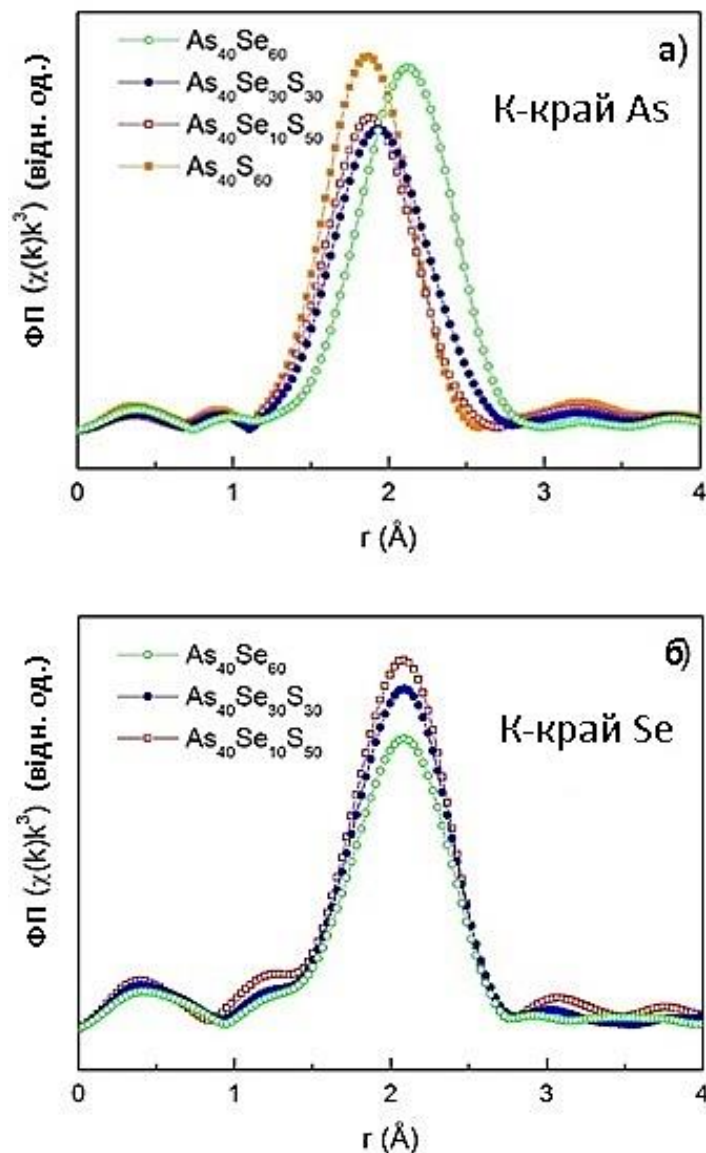 As₄₀Se₆₀
As₄₀Se₃₀S₃₀
As₄₀Se₁₀S₅₀
As₄₀S₆₀
а)
К-край As
ФП (χ(k)k³) (відн. од.)
0 1 2 3 4
r (Å)
As₄₀Se₆₀
As₄₀Se₃₀S₃₀
As₄₀Se₁₀S₅₀
б)
К-край Se
ФП (χ(k)k³) (відн. од.)
0 1 2 3 4
r (Å)